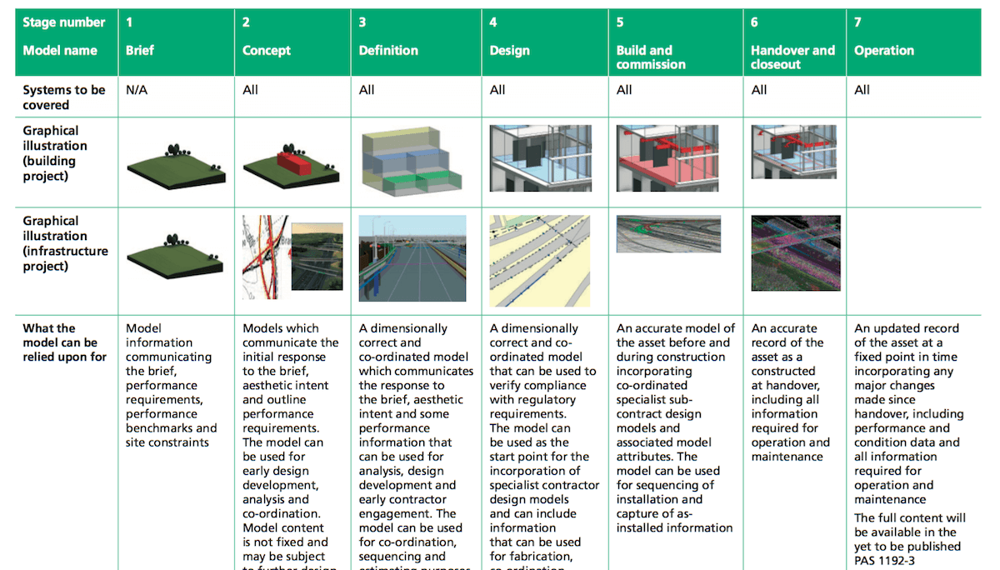 Stage number 1 2 3 4 5 6 7
Model name Brief Concept Definition Design Build and commission Handover and closeout Operation
Systems to be covered N/A All All All All All All
Graphical
illustration
(building
project)
Graphical
illustration
(infrastructure
project)
What the
model can be
relied upon for
Model
information
communicating
the brief,
performance
requirements,
performance
benchmarks and
site constraints
Models which
communicate the
initial response
to the brief,
aesthetic intent
and outline
performance
requirements.
The model can
be used for
early design
development,
analysis and
co-ordination.
Model content
is not fixed and
may be subject
to further design
A dimensionally
correct and
co-ordinated model
which communicates
the response to
the brief, aesthetic
intent and some
performance
information that
can be used for
analysis, design
development and
early contractor
engagement. The
model can be used
for co-ordination,
sequencing and
estimating purposes
A dimensionally
correct and co-
ordinated model
that can be used to
verify compliance
with regulatory
requirements.
The model can
be used as the
start point for the
incorporation of
specialist contractor
design models
and can include
information
that can be used
for fabrication,
co-ordination
An accurate model of
the asset before and
during construction
incorporating
co-ordinated
specialist sub-
contract design
models and
associated model
attributes. The
model can be used
for sequencing of
installation and
capture of as-
installed information
An accurate
record of the
asset as a
constructed
at handover,
including all
information
required for
operation and
maintenance
An updated record
of the asset at a
fixed point in time
incorporating any
major changes
made since
handover, including
performance and
condition data and
all information
required for
operation and
maintenance
The full content will
be available in the
yet to be published
PAS 1192-3